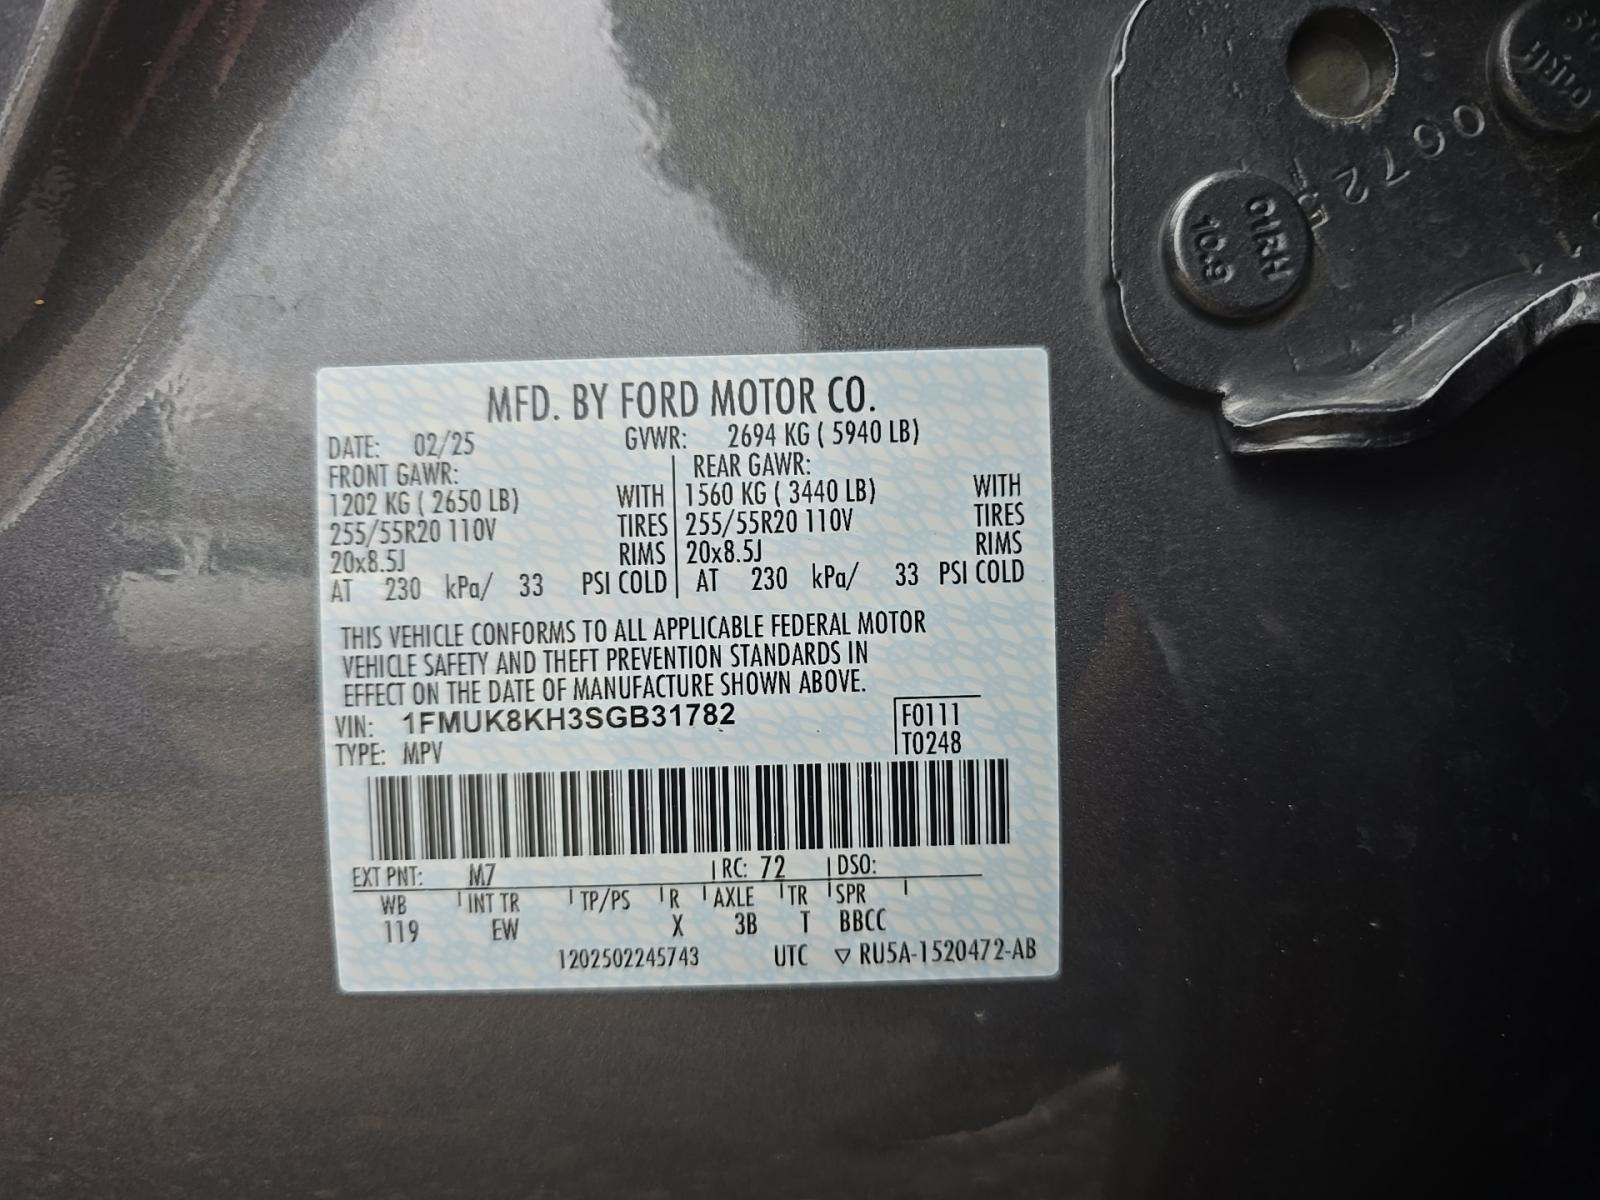 MFD. BY FORD MOTOR CO.
DATE: 02/25 GVWR: 2694 KG ( 5940 LB)
FRONT GAWR: REAR GAWR:
1202 KG ( 2650 LB) WITH 1560 KG ( 3440 LB) WITH
255/55R20 110V TIRES 255/55R20 110V TIRES
20x8.5J RIMS 20x8.5J RIMS
AT 230 kPa/ 33 PSI COLD AT 230 kPa/ 33 PSI COLD
THIS VEHICLE CONFORMS TO ALL APPLICABLE FEDERAL MOTOR
VEHICLE SAFETY AND THEFT PREVENTION STANDARDS IN
EFFECT ON THE DATE OF MANUFACTURE SHOWN ABOVE.
VIN: 1FMUK8KH3SGB31782 F0111
TYPE: MPV T0248
EXT PNT: M7 RC: 72 DSO:
WB INT TR TP/PS R AXLE TR SPR
119 EW X 3B T BBCC
1202502245743 UTC ▽ RU5A-1520472-AB
0672
01RH
10.9
01RH